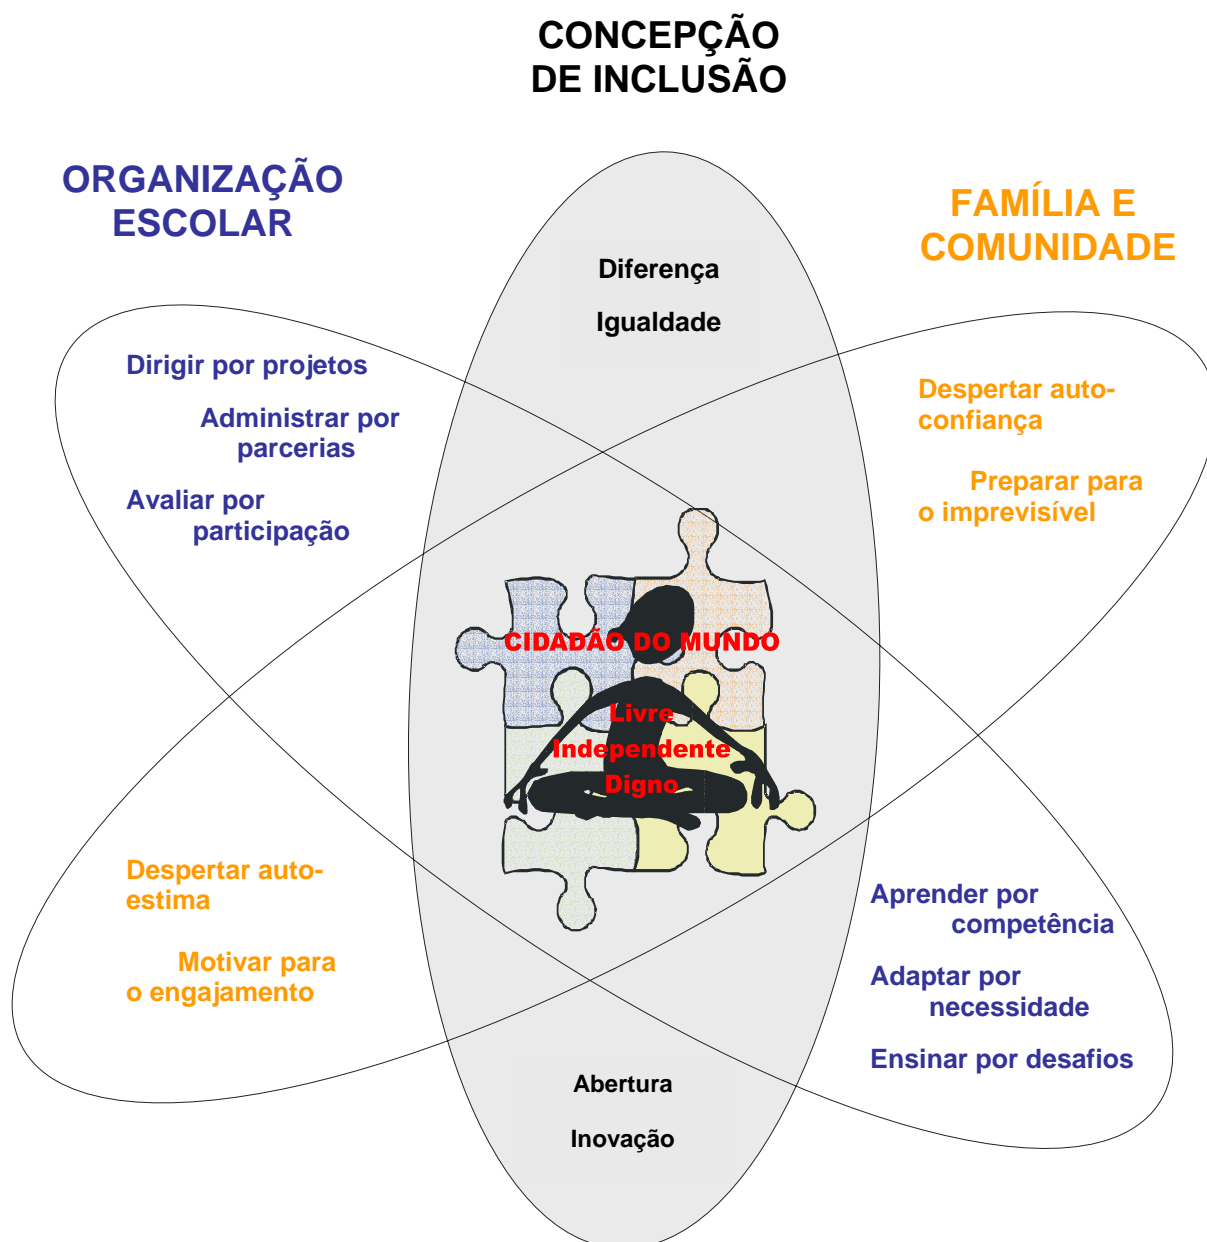 CONCEPÇÃO
DE INCLUSÃO
ORGANIZAÇÃO
ESCOLAR
FAMÍLIA E
COMUNIDADE
Diferença
Igualdade
Dirigir por projetos
Administrar por
parcerias
Avaliar por
participação
Despertar auto-
confiança
Preparar para
o imprevisível
CIDADÃO DO MUNDO
Livre
Independente
Digno
Despertar auto-
estima
Motivar para
o engajamento
Aprender por
competência
Adaptar por
necessidade
Ensinar por desafios
Abertura
Inovação